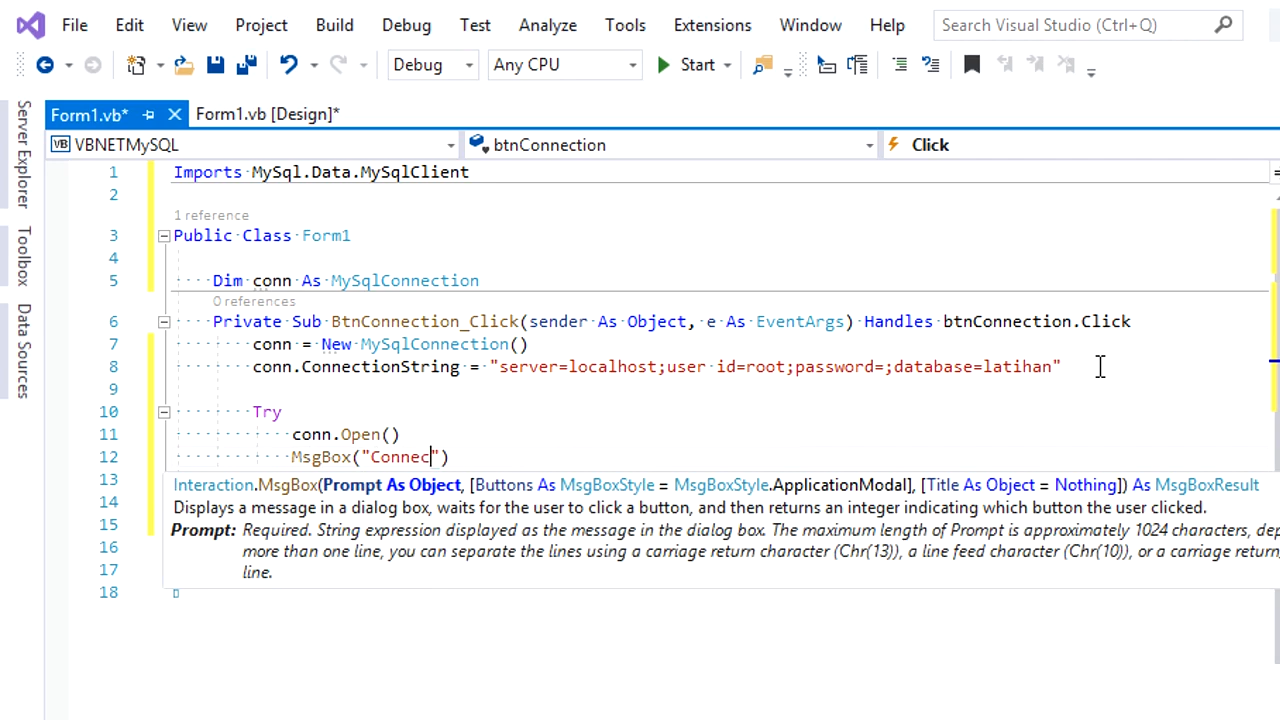 File Edit View Project Build Debug Test Analyze Tools Extensions Window Help Search Visual Studio (Ctrl+Q)
Debug Any CPU Start
Form1.vb* Form1.vb [Design]*
VBNETMySQL btnConnection Click
Server Explorer
Toolbox
Data Sources
1 Imports MySql.Data.MySqlClient
2
1 reference
3 Public Class Form1
4
5 Dim conn As MySqlConnection
0 references
6 Private Sub BtnConnection_Click(sender As Object, e As EventArgs) Handles btnConnection.Click
7 conn = New MySqlConnection()
8 conn.ConnectionString = "server=localhost;user id=root;password=;database=latihan"
9
10 Try
11 conn.Open()
12 MsgBox("Connec")
13 Interaction.MsgBox(Prompt As Object, [Buttons As MsgBoxStyle = MsgBoxStyle.ApplicationModal], [Title As Object = Nothing]) As MsgBoxResult
14 Displays a message in a dialog box, waits for the user to click a button, and then returns an integer indicating which button the user clicked.
15 Prompt: Required. String expression displayed as the message in the dialog box. The maximum length of Prompt is approximately 1024 characters, dep
16 more than one line, you can separate the lines using a carriage return character (Chr(13)), a line feed character (Chr(10)), or a carriage return,
17 line.
18